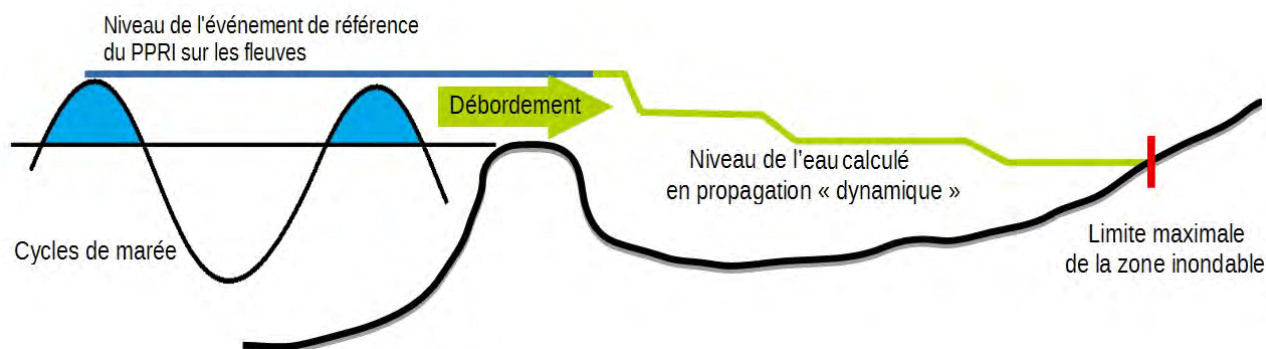 Niveau de l'événement de référence
du PPRI sur les fleuves
Débordement
Niveau de l'eau calculé
en propagation « dynamique »
Cycles de marée
Limite maximale
de la zone inondable